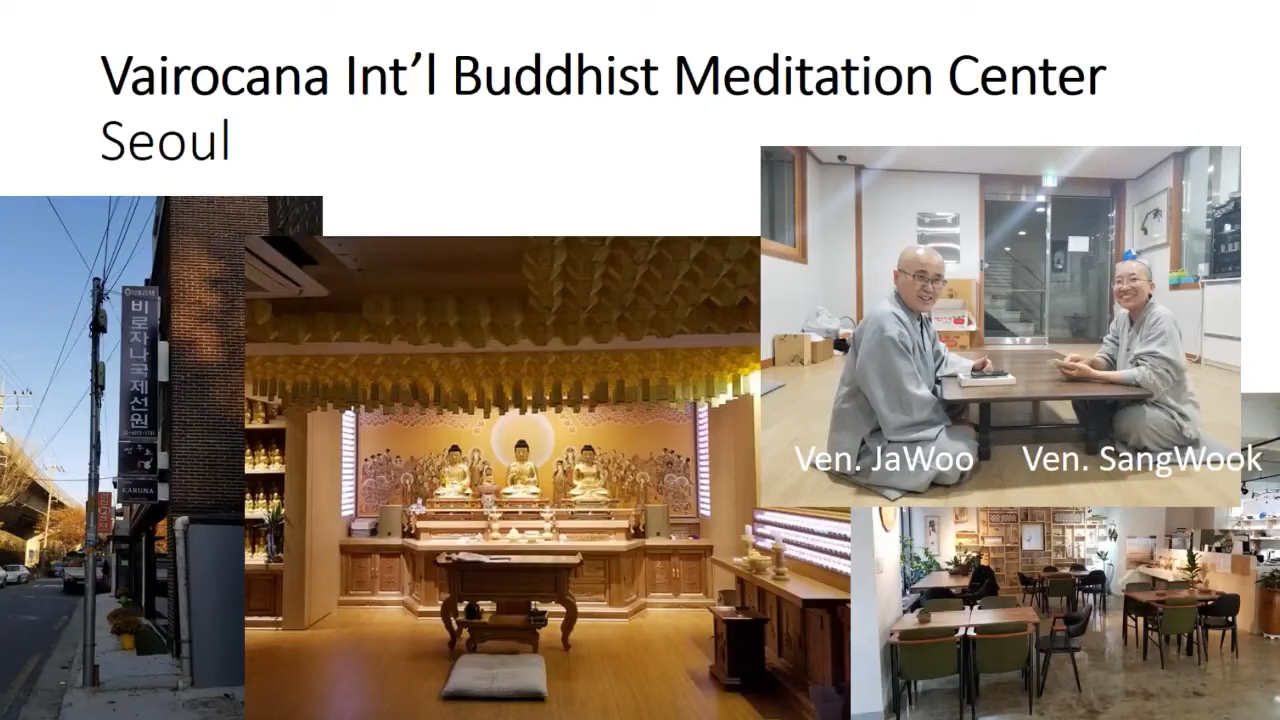 Vairocana Int’l Buddhist Meditation Center
Seoul
비로자나국제선원
KARUNA
Ven. JaWoo
Ven. SangWook